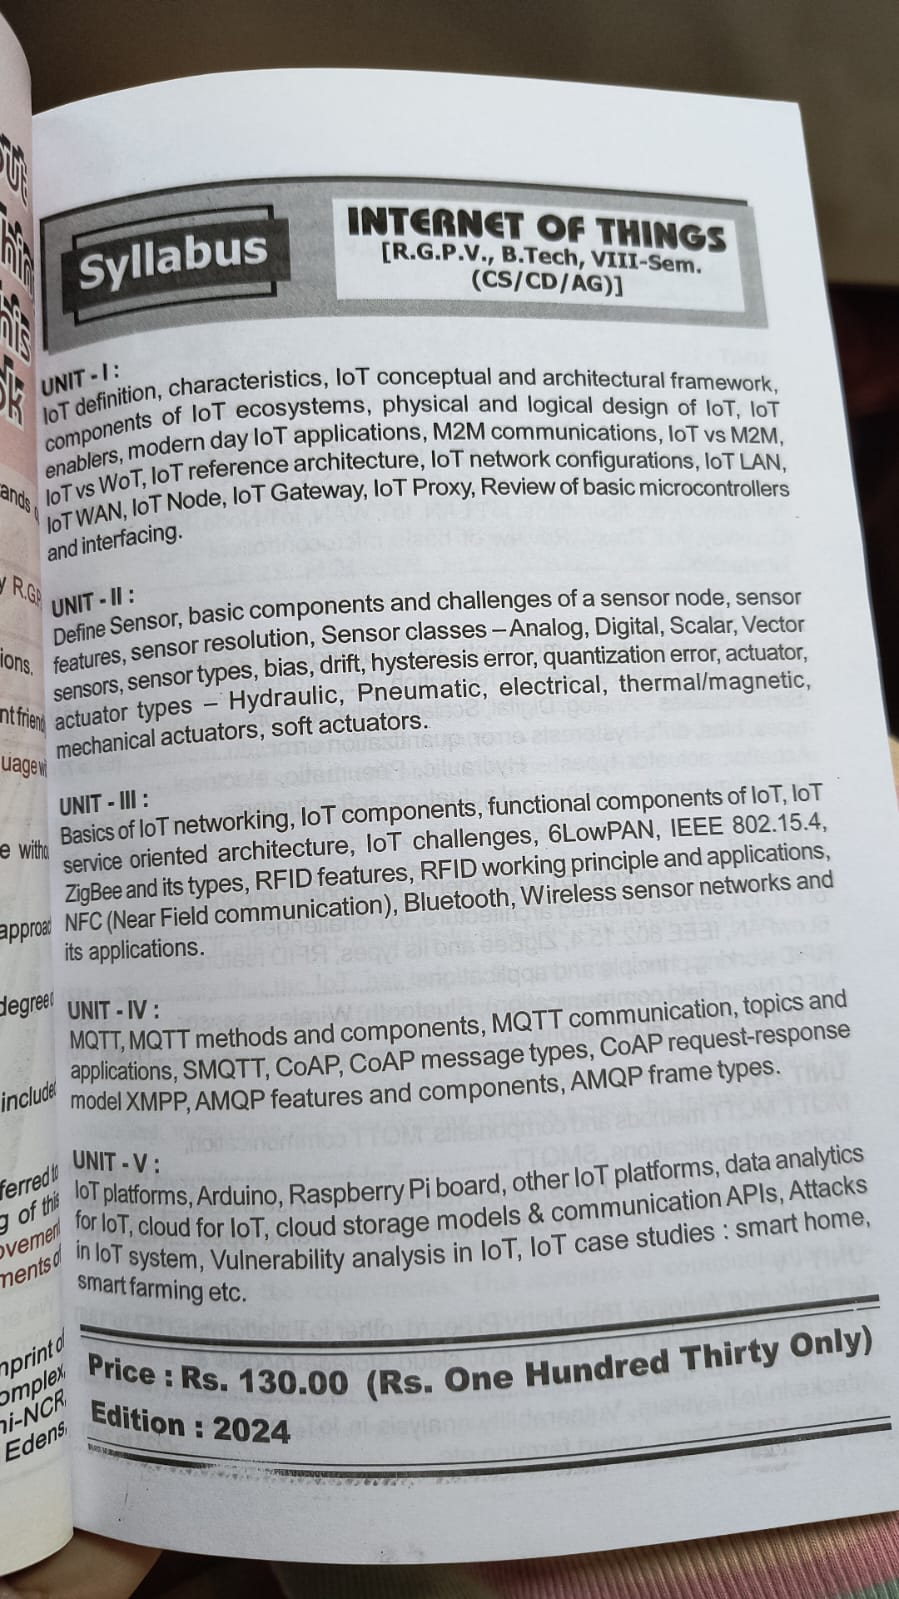 Syllabus
INTERNET OF THINGS
[R.G.P.V., B.Tech, VIII-Sem.
(CS/CD/AG)]
UNIT - I :
IoT definition, characteristics, IoT conceptual and architectural framework,
components of IoT ecosystems, physical and logical design of IoT, IoT
enablers, modern day IoT applications, M2M communications, IoT vs M2M,
IoT vs WoT, IoT reference architecture, IoT network configurations, IoT LAN,
IoT WAN, IoT Node, IoT Gateway, IoT Proxy, Review of basic microcontrollers
and interfacing.
UNIT - II :
Define Sensor, basic components and challenges of a sensor node, sensor
features, sensor resolution, Sensor classes – Analog, Digital, Scalar, Vector
sensors, sensor types, bias, drift, hysteresis error, quantization error, actuator,
actuator types – Hydraulic, Pneumatic, electrical, thermal/magnetic,
mechanical actuators, soft actuators.
UNIT - III :
Basics of IoT networking, IoT components, functional components of IoT, IoT
service oriented architecture, IoT challenges, 6LowPAN, IEEE 802.15.4,
ZigBee and its types, RFID features, RFID working principle and applications,
NFC (Near Field communication), Bluetooth, Wireless sensor networks and
its applications.
UNIT - IV :
MQTT, MQTT methods and components, MQTT communication, topics and
applications, SMQTT, CoAP, CoAP message types, CoAP request-response
model XMPP, AMQP features and components, AMQP frame types.
UNIT - V :
IoT platforms, Arduino, Raspberry Pi board, other IoT platforms, data analytics
for IoT, cloud for IoT, cloud storage models & communication APIs, Attacks
in IoT system, Vulnerability analysis in IoT, IoT case studies : smart home,
smart farming etc.
Price : Rs. 130.00 (Rs. One Hundred Thirty Only)
Edition : 2024